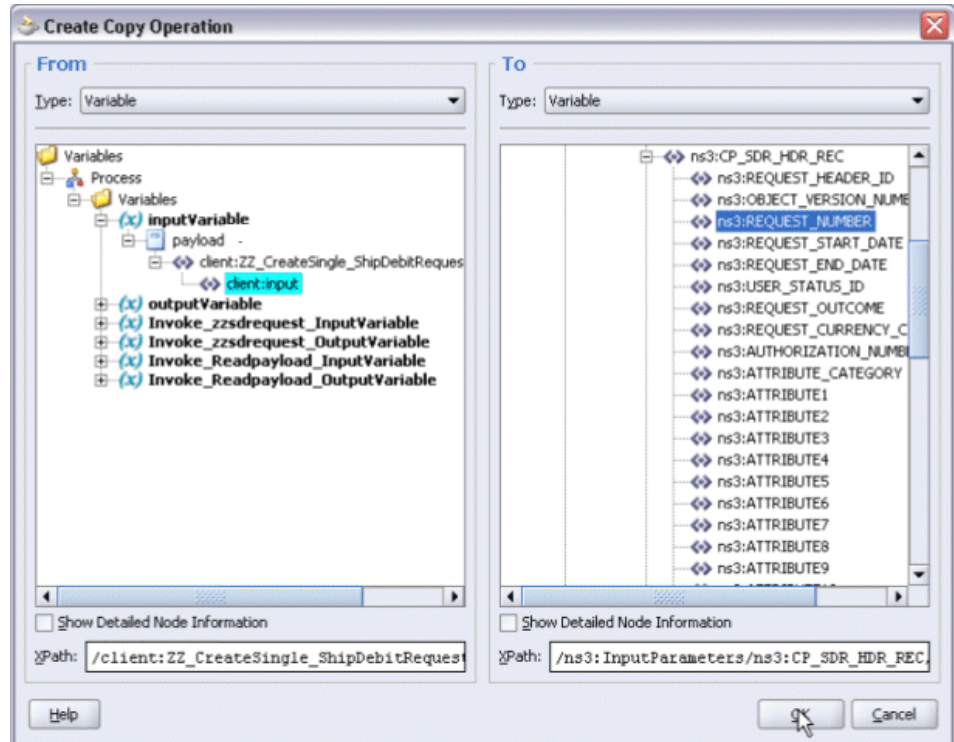 Create Copy Operation
From
Type: Variable
Variables
Process
Variables
(x) inputVariable
payload
client:ZZ_CreateSingle_ShipDebitReques
client:input
(x) outputVariable
(x) Invoke_zzsdrequest_InputVariable
(x) Invoke_zzsdrequest_OutputVariable
(x) Invoke_Readpayload_InputVariable
(x) Invoke_Readpayload_OutputVariable
Show Detailed Node Information
XPath: /client:ZZ_CreateSingle_ShipDebitRequest
To
Type: Variable
ns3:CP_SDR_HDR_REC
ns3:REQUEST_HEADER_ID
ns3:OBJECT_VERSION_NUME
ns3:REQUEST_NUMBER
ns3:REQUEST_START_DATE
ns3:REQUEST_END_DATE
ns3:USER_STATUS_ID
ns3:REQUEST_OUTCOME
ns3:REQUEST_CURRENCY_C
ns3:AUTHORIZATION_NUMBI
ns3:ATTRIBUTE_CATEGORY
ns3:ATTRIBUTE1
ns3:ATTRIBUTE2
ns3:ATTRIBUTE3
ns3:ATTRIBUTE4
ns3:ATTRIBUTE5
ns3:ATTRIBUTE6
ns3:ATTRIBUTE7
ns3:ATTRIBUTE8
ns3:ATTRIBUTE9
Show Detailed Node Information
XPath: /ns3:InputParameters/ns3:CP_SDR_HDR_REC,
Help
OK
Cancel